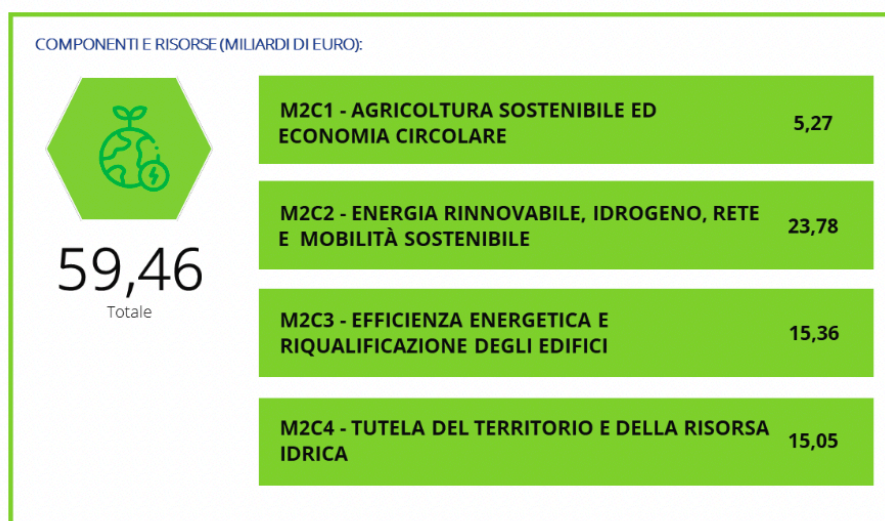 COMPONENTI E RISORSE (MILIARDI DI EURO):
M2C1 - AGRICOLTURA SOSTENIBILE ED
ECONOMIA CIRCOLARE
5,27
M2C2 - ENERGIA RINNOVABILE, IDROGENO, RETE
E MOBILITÀ SOSTENIBILE
23,78
59,46
Totale
M2C3 - EFFICIENZA ENERGETICA E
RIQUALIFICAZIONE DEGLI EDIFICI
15,36
M2C4 - TUTELA DEL TERRITORIO E DELLA RISORSA
IDRICA
15,05